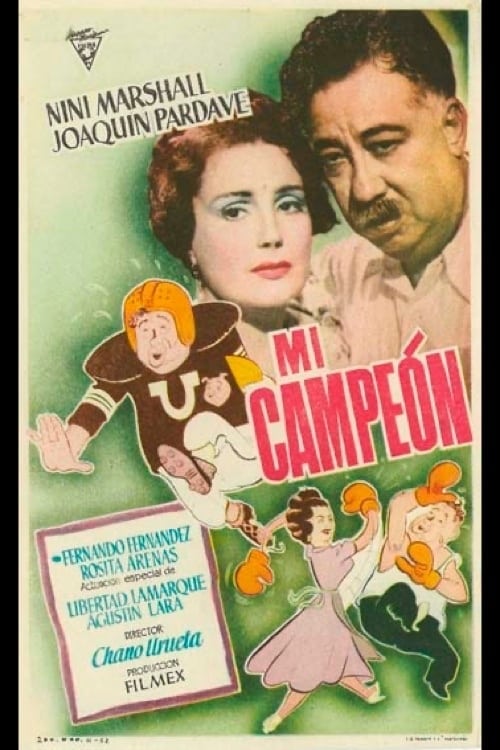 NINI MARSHALL
JOAQUIN PARDAVE
MI
CAMPEÓN
U
FERNANDO FERNANDEZ
ROSITA ARENAS
Actuación especial de
LIBERTAD LAMARQUE
AGUSTIN LARA
DIRECTOR
Chano Urueta
PRODUCCION
FILMEX